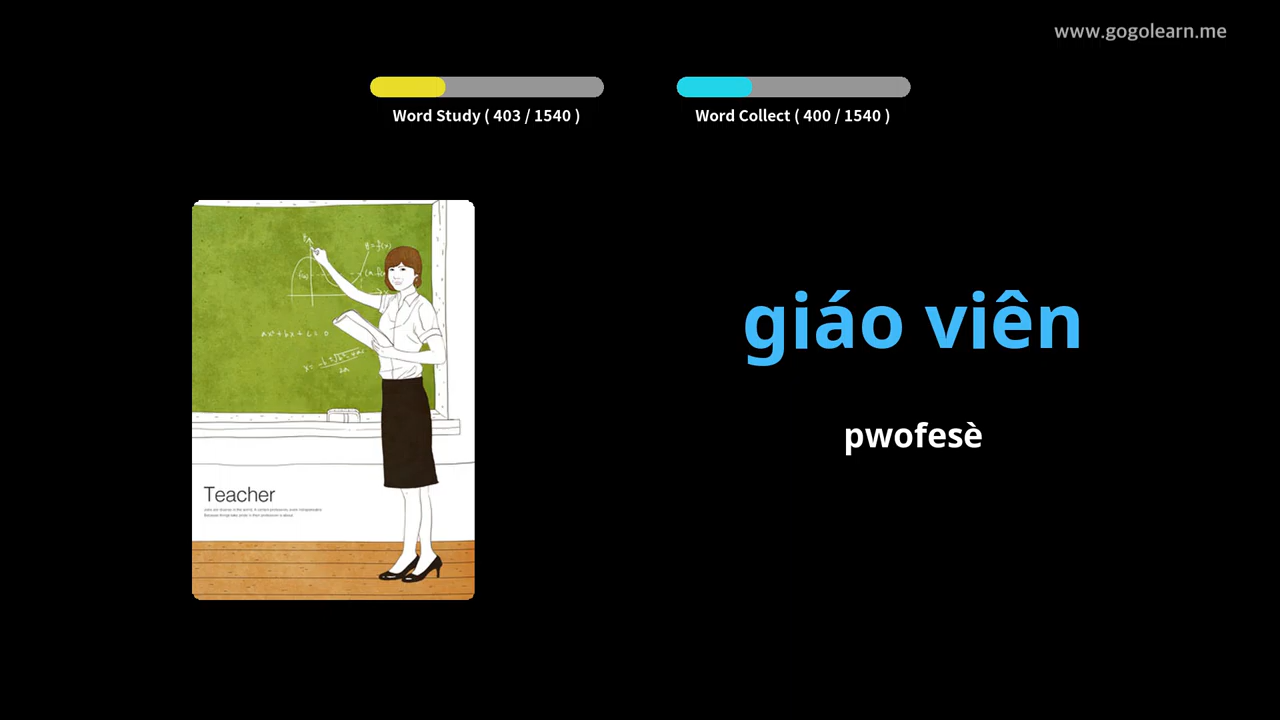 www.gogolearn.me
Word Study ( 403 / 1540 )
Word Collect ( 400 / 1540 )
giáo viên
pwofesè
Teacher